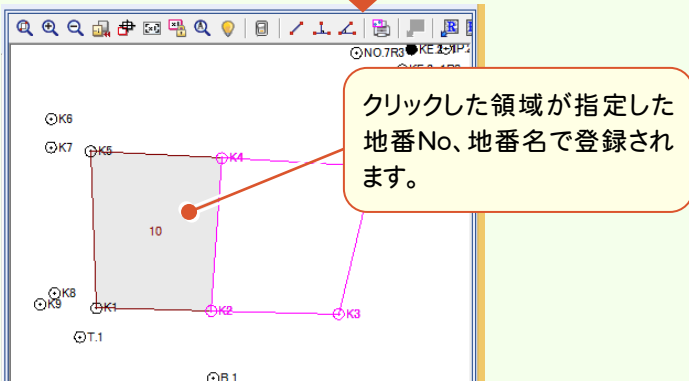 NO.7R3
K6
K7
K5
K4
クリックした領域が指定した
地番No、地番名で登録され
ます。
10
K8
K9
K1
K2
K3
T.1
B.1